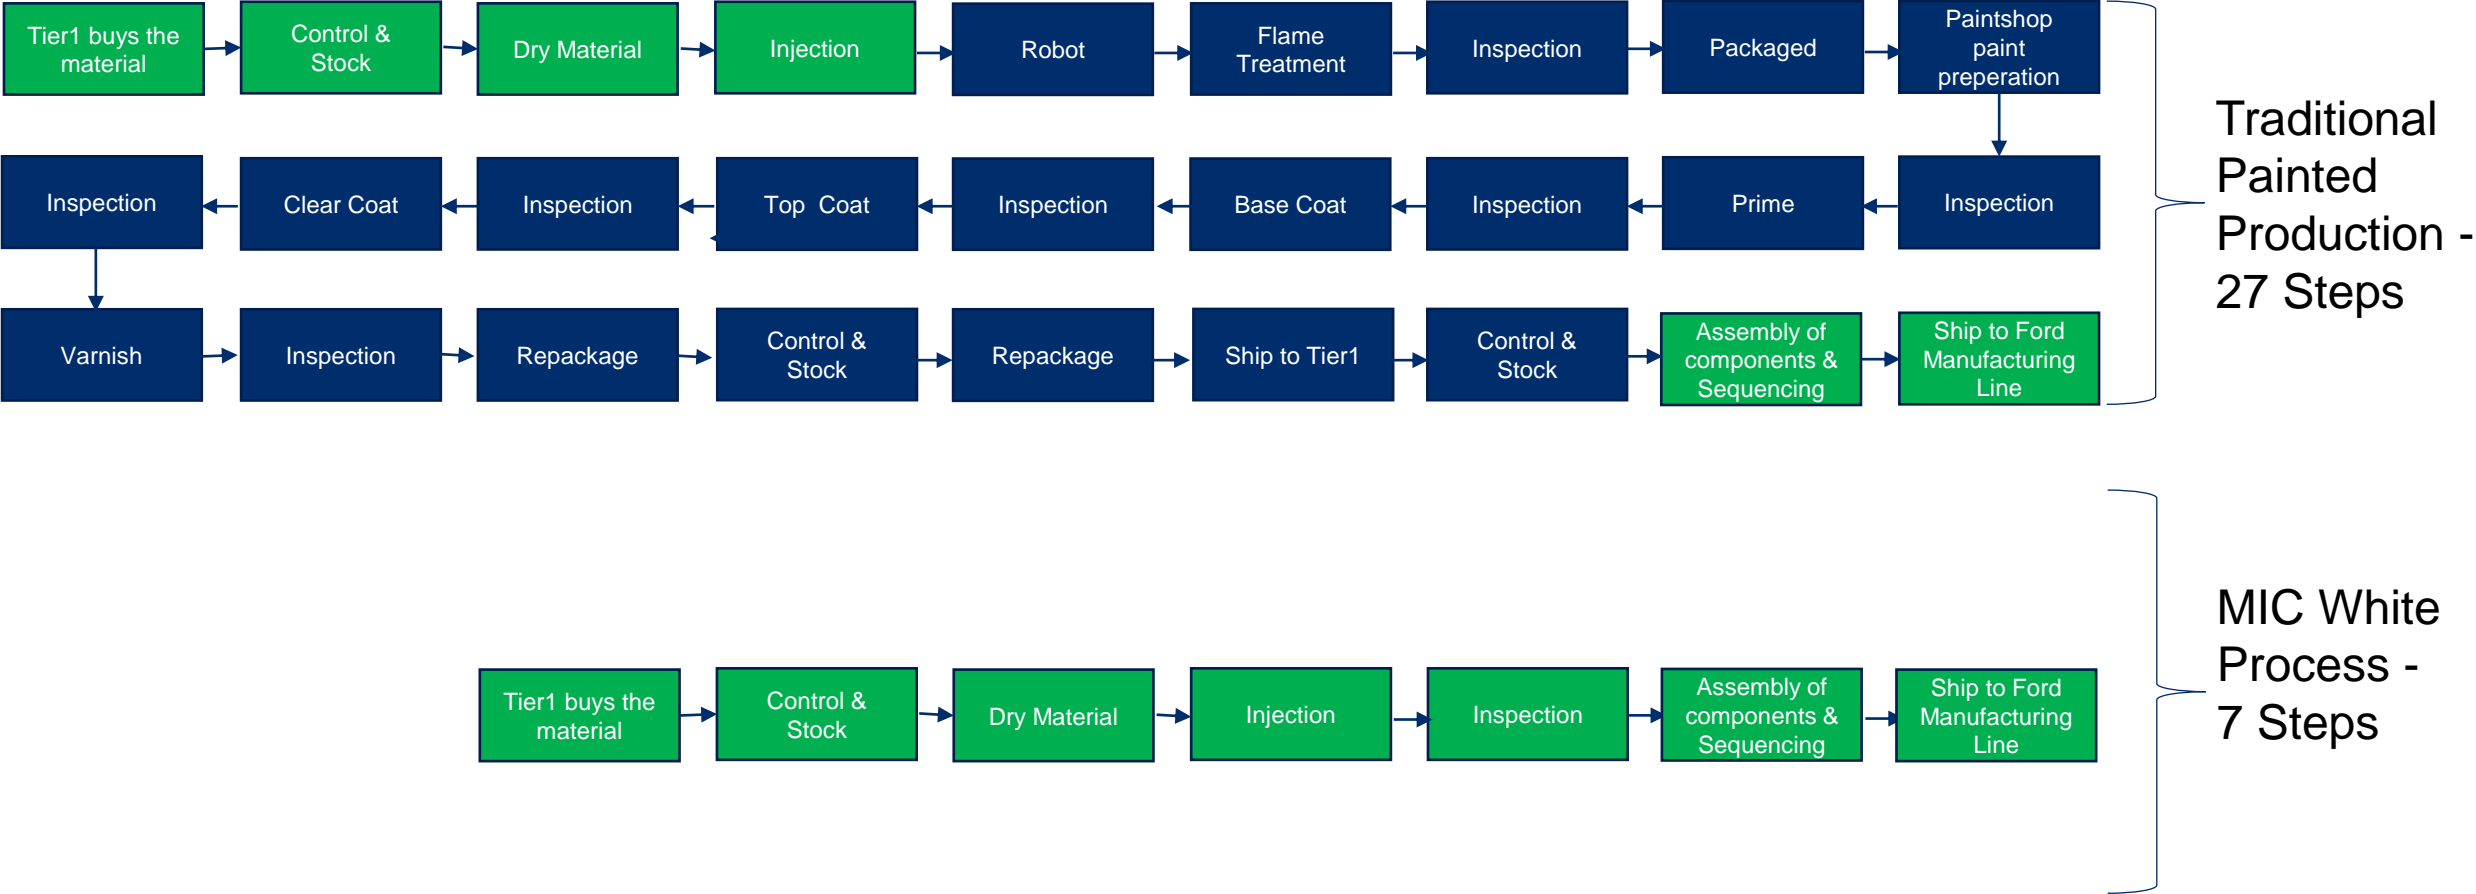 Tier1 buys the
material
Control &
Stock
Dry Material
Injection
Robot
Flame
Treatment
Inspection
Packaged
Paintshop
paint
preperation
Inspection
Clear Coat
Inspection
Top Coat
Inspection
Base Coat
Inspection
Prime
Inspection
Varnish
Inspection
Repackage
Control &
Stock
Repackage
Ship to Tier1
Control &
Stock
Assembly of
components &
Sequencing
Ship to Ford
Manufacturing
Line
Traditional
Painted
Production -
27 Steps
Tier1 buys the
material
Control &
Stock
Dry Material
Injection
Inspection
Assembly of
components &
Sequencing
Ship to Ford
Manufacturing
Line
MIC White
Process -
7 Steps